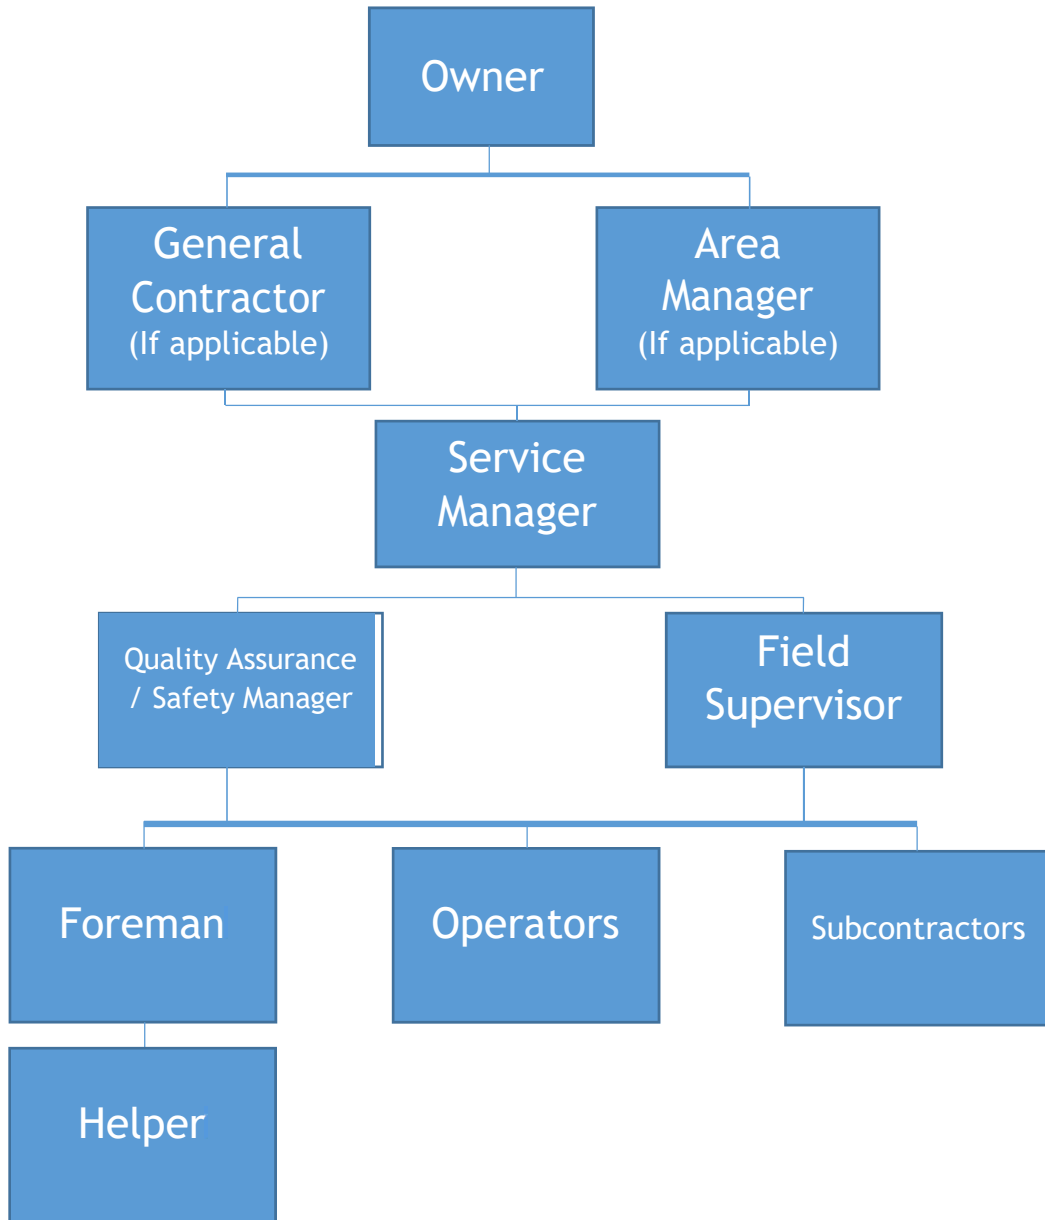 Owner
General
Contractor
(If applicable)
Area
Manager
(If applicable)
Service
Manager
Quality Assurance
/ Safety Manager
Field
Supervisor
Foreman
Operators
Subcontractors
Helper